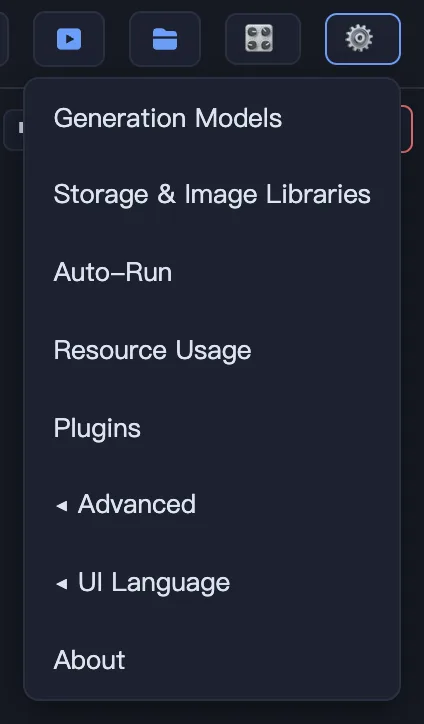 Generation Models
Storage & Image Libraries
Auto-Run
Resource Usage
Plugins
◂ Advanced
◂ UI Language
About